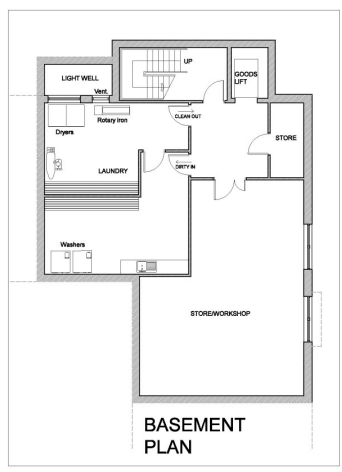 UP
LIGHT WELL
GOODS
LIFT
Vent.
Rotary iron
CLEAN OUT
Dryers
STORE
DIRTY IN
LAUNDRY
Washers
STORE/WORKSHOP
BASEMENT
PLAN